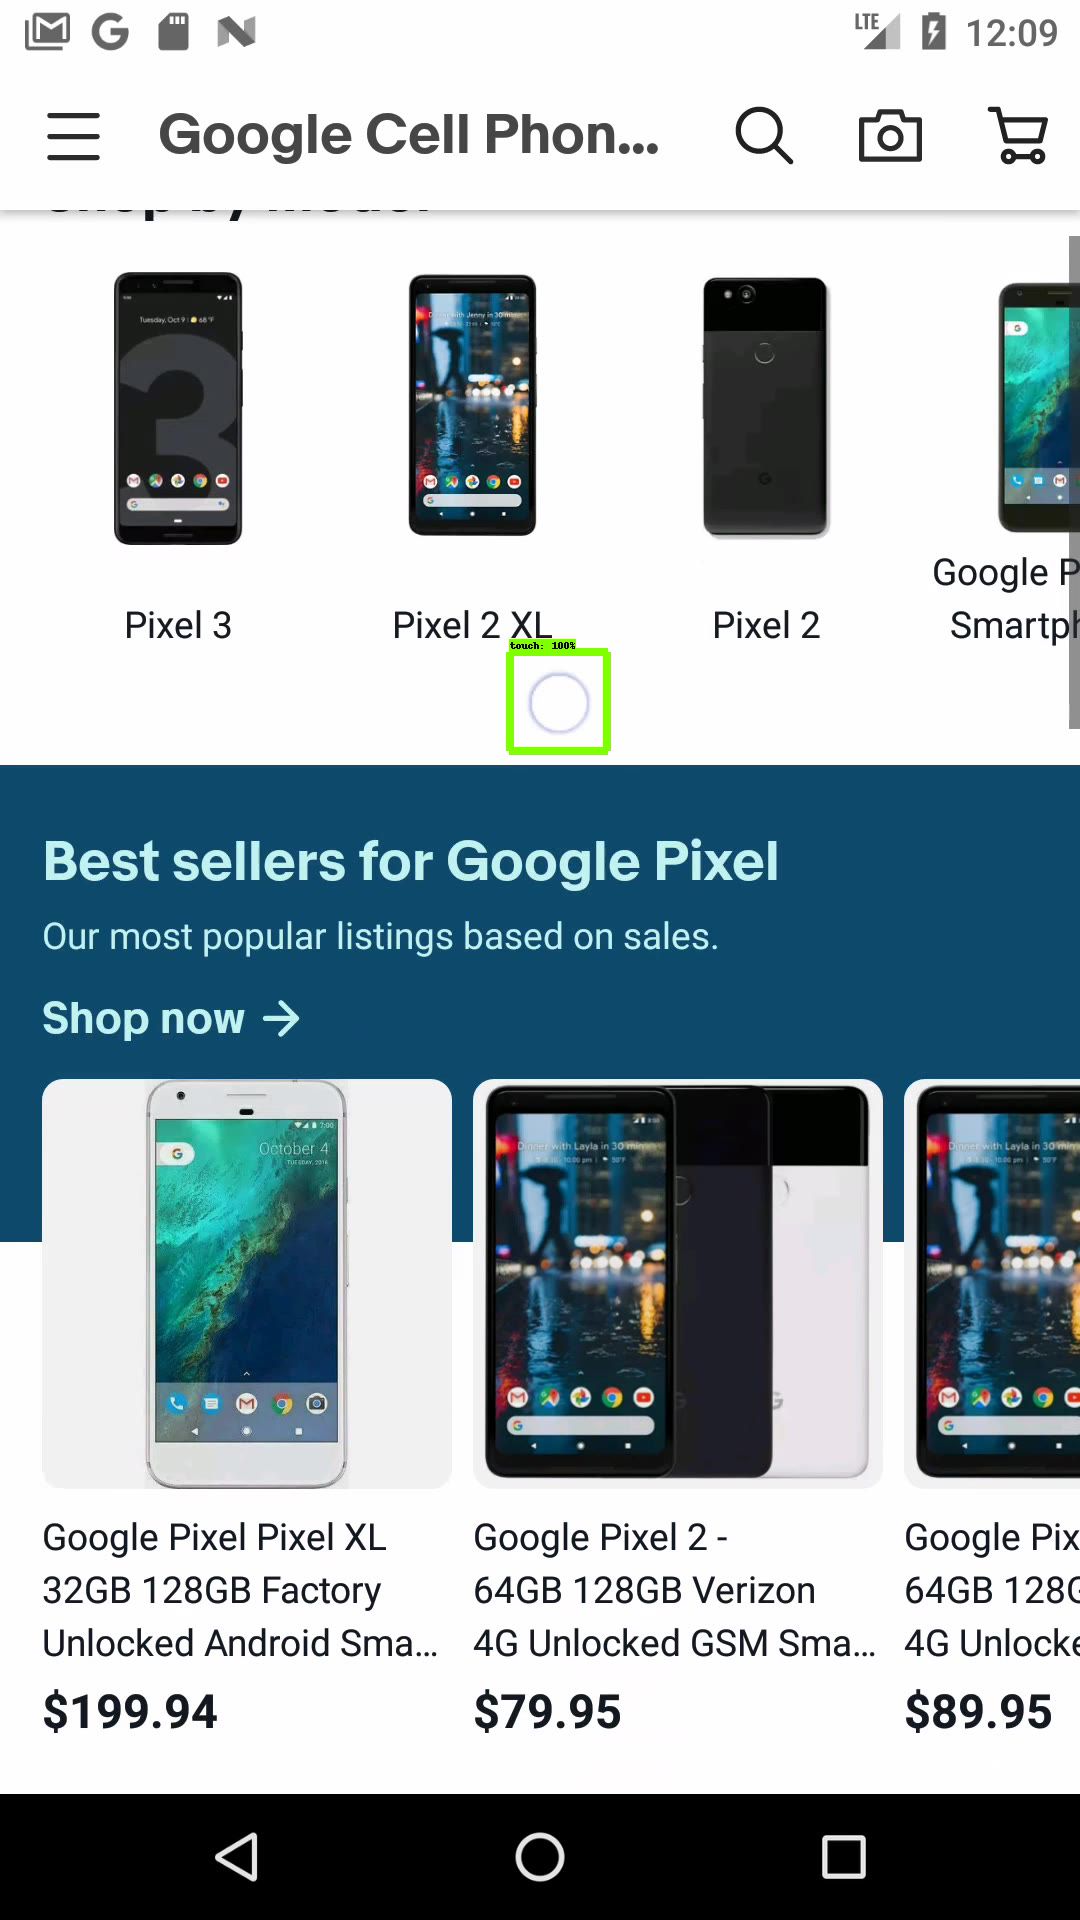 12:09
LTE
Google Cell Phon...
Pixel 3
Pixel 2 XL
Pixel 2
Google P
Smartph
touch: 100%
Best sellers for Google Pixel
Our most popular listings based on sales.
Shop now
October 4
Google Pixel Pixel XL
32GB 128GB Factory
Unlocked Android Sma...
$199.94
Google Pixel 2 -
64GB 128GB Verizon
4G Unlocked GSM Sma...
$79.95
Google Pix
64GB 128G
4G Unlocke
$89.95